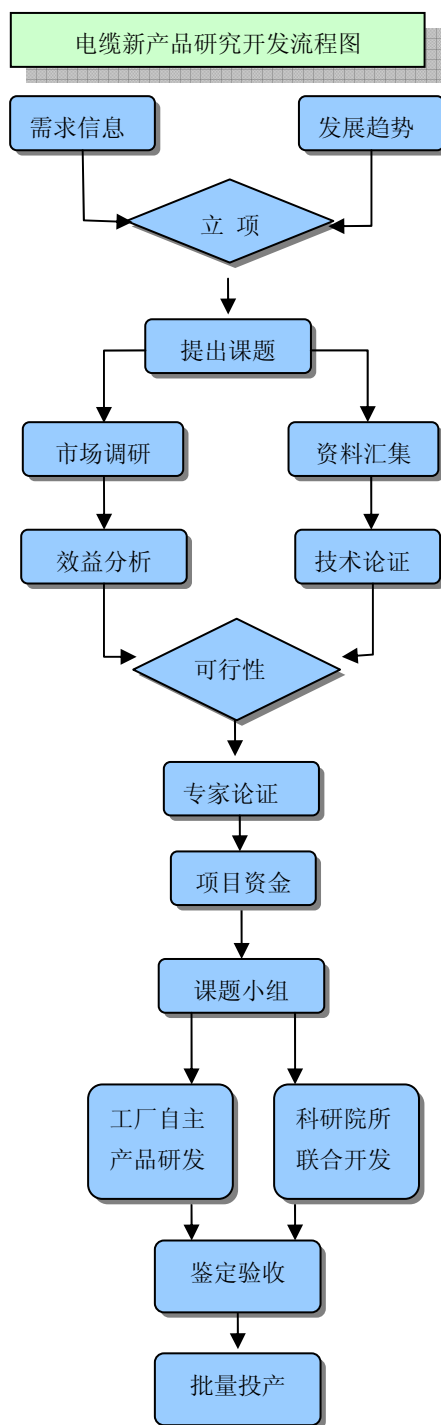 电缆新产品研究开发流程图
需求信息
发展趋势
立 项
提出课题
市场调研
资料汇集
效益分析
技术论证
可行性
专家论证
项目资金
课题小组
工厂自主
产品研发
科研院所
联合开发
鉴定验收
批量投产